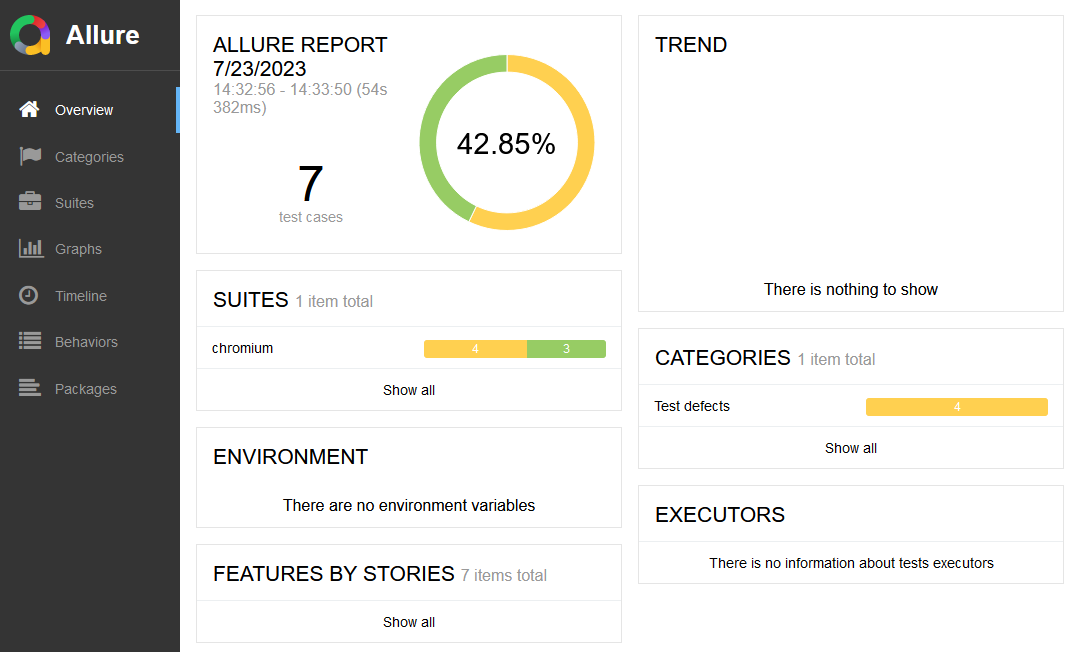 Allure
Overview
Categories
Suites
Graphs
Timeline
Behaviors
Packages
ALLURE REPORT
7/23/2023
14:32:56 - 14:33:50 (54s
382ms)
7
test cases
42.85%
SUITES 1 item total
chromium 4 3
Show all
ENVIRONMENT
There are no environment variables
FEATURES BY STORIES 7 items total
Show all
TREND
There is nothing to show
CATEGORIES 1 item total
Test defects 4
Show all
EXECUTORS
There is no information about tests executors